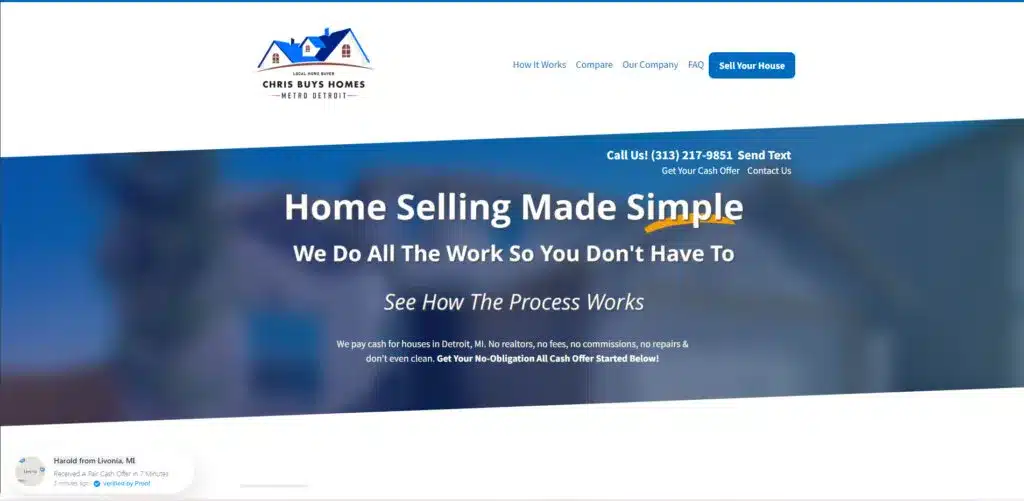 LOCAL HOME BUYER
CHRIS BUYS HOMES
METRO DETROIT
How It Works Compare Our Company FAQ Sell Your House
Call Us! (313) 217-9851 Send Text
Get Your Cash Offer Contact Us
Home Selling Made Simple
We Do All The Work So You Don't Have To
See How The Process Works
We pay cash for houses in Detroit, MI. No realtors, no fees, no commissions, no repairs &
don't even clean. Get Your No-Obligation All Cash Offer Started Below!
Harold from Livonia, MI
Received A Fair Cash Offer in 7 Minutes
verified by Proof